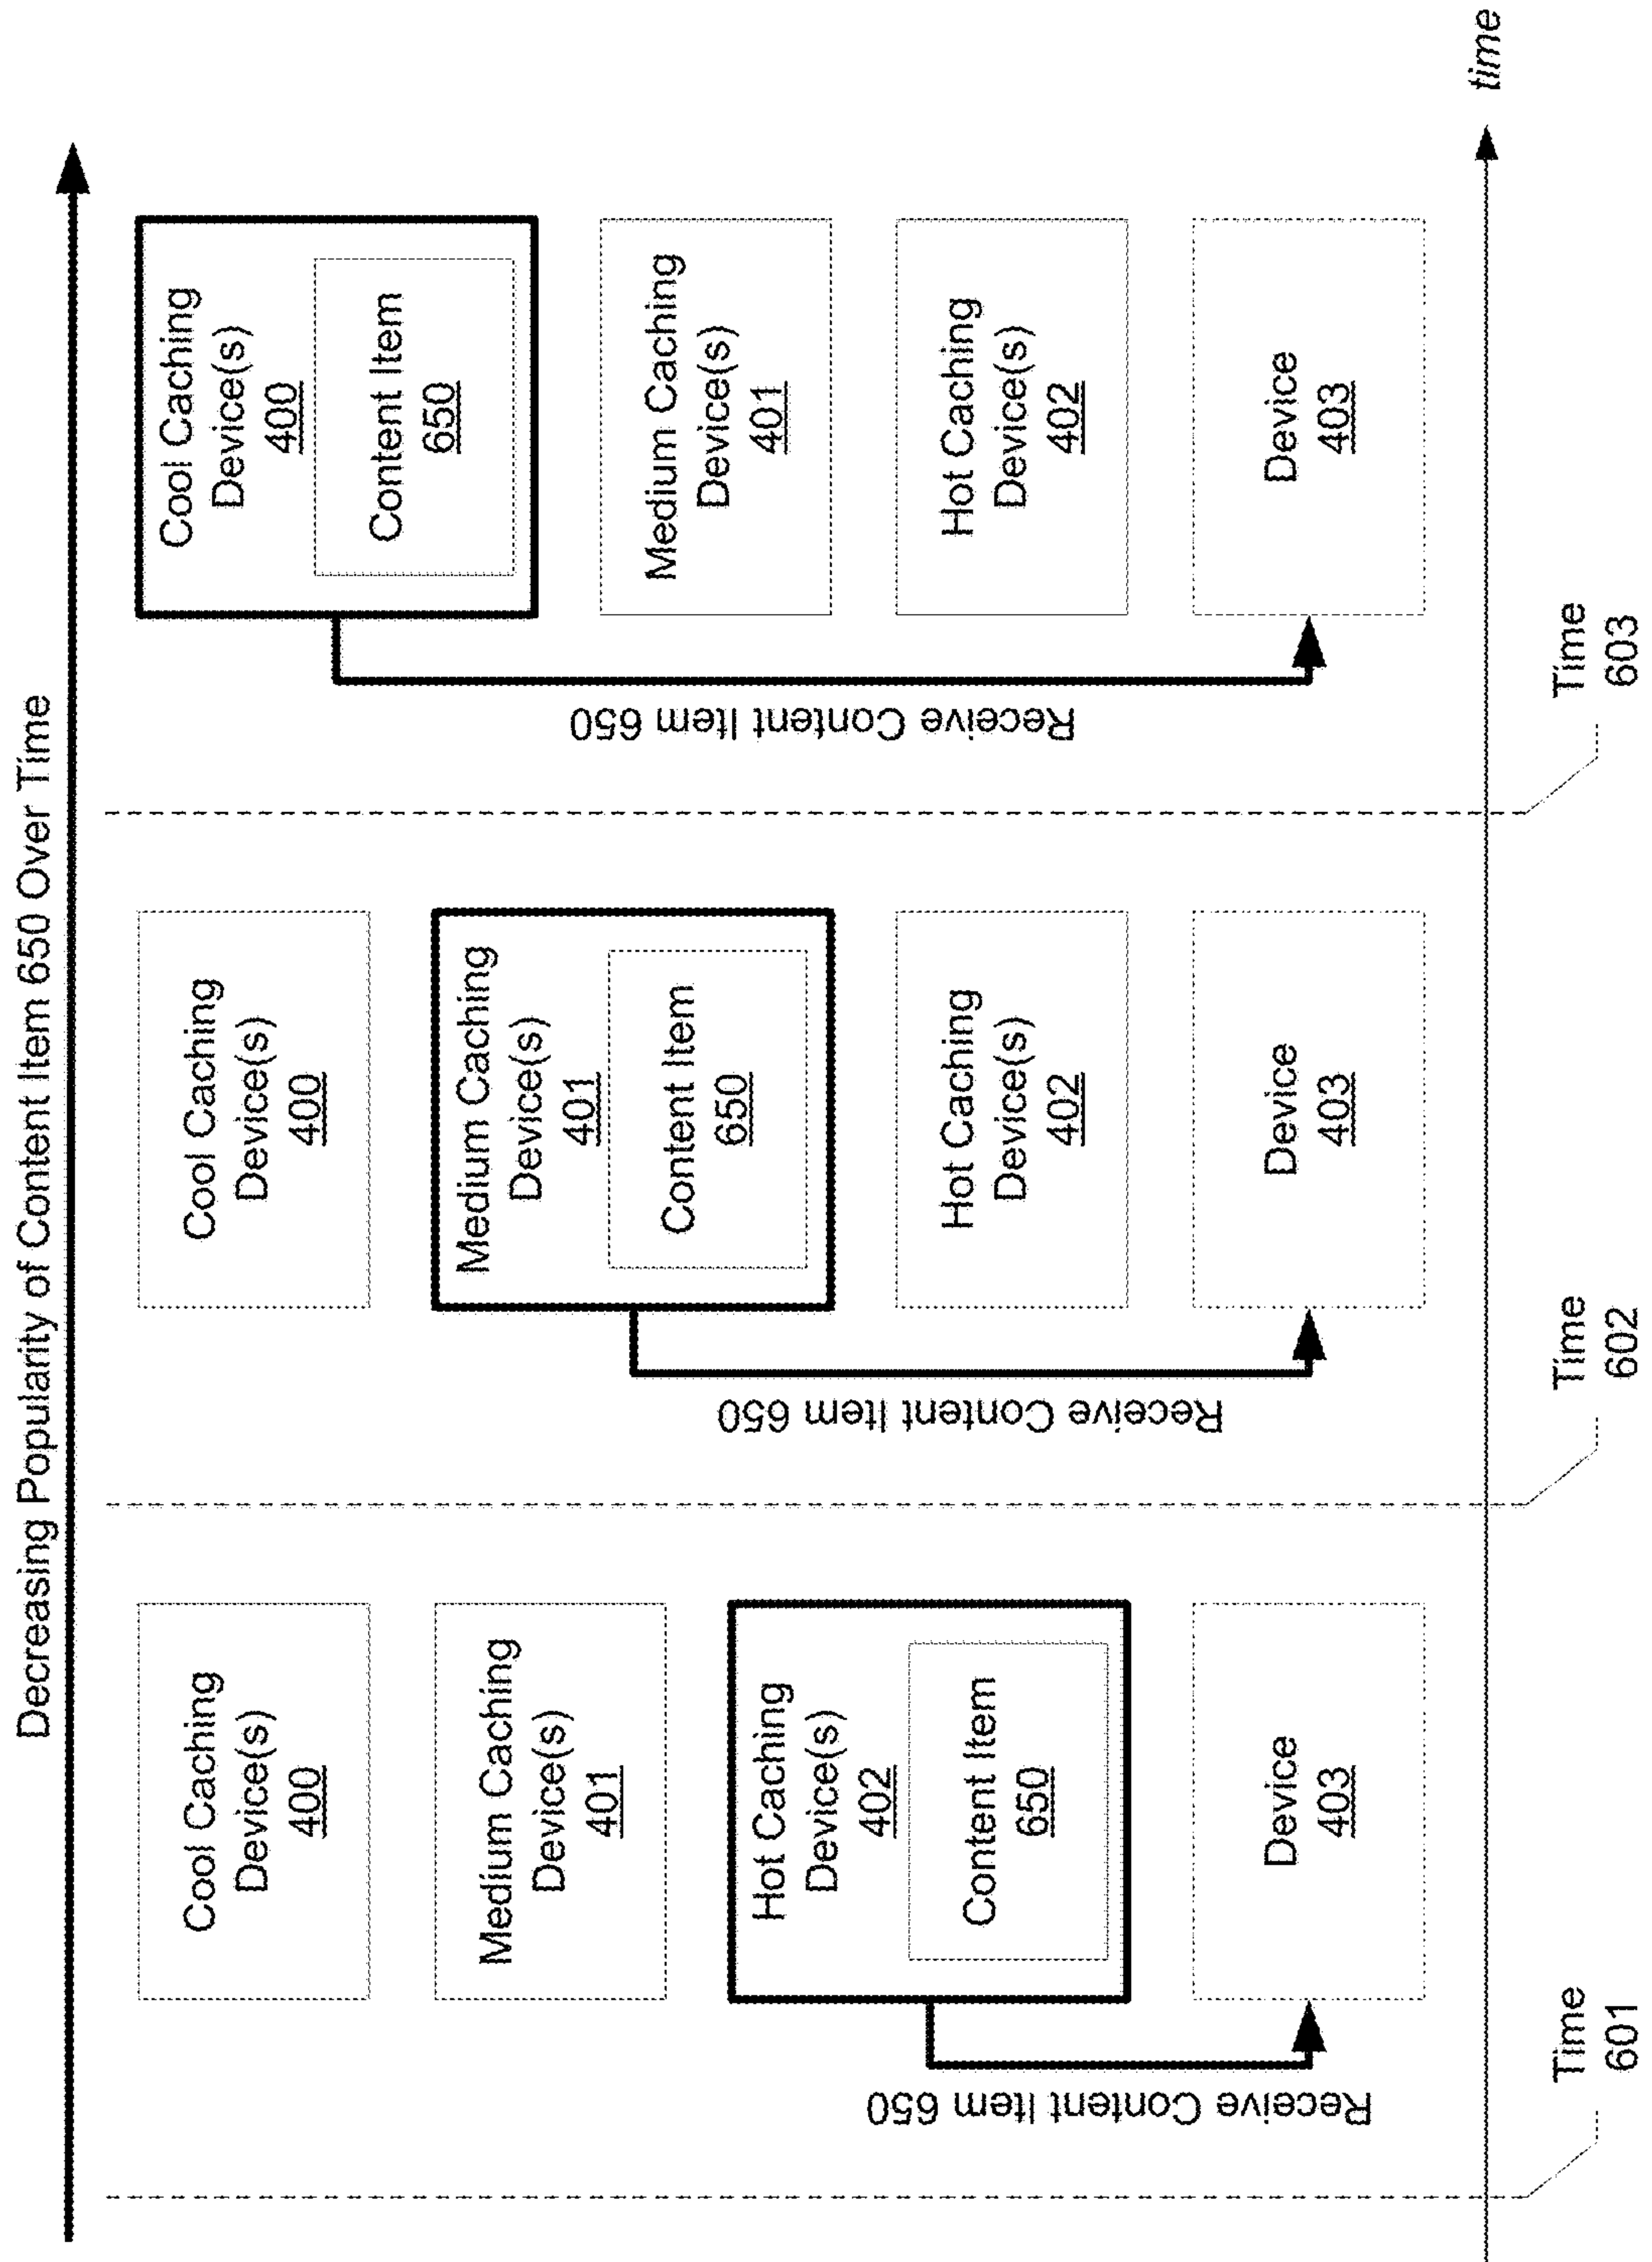 Decreasing Popularity of Content Item 650 Over Time
Cool Caching
Device(s)
400
Medium Caching
Device(s)
401
Hot Caching
Device(s)
402
Content Item
650
Device
403
Receive Content Item 650
Time
601
Cool Caching
Device(s)
400
Medium Caching
Device(s)
401
Content Item
650
Hot Caching
Device(s)
402
Device
403
Receive Content Item 650
Time
602
Cool Caching
Device(s)
400
Content Item
650
Medium Caching
Device(s)
401
Hot Caching
Device(s)
402
Device
403
Receive Content Item 650
Time
603
time